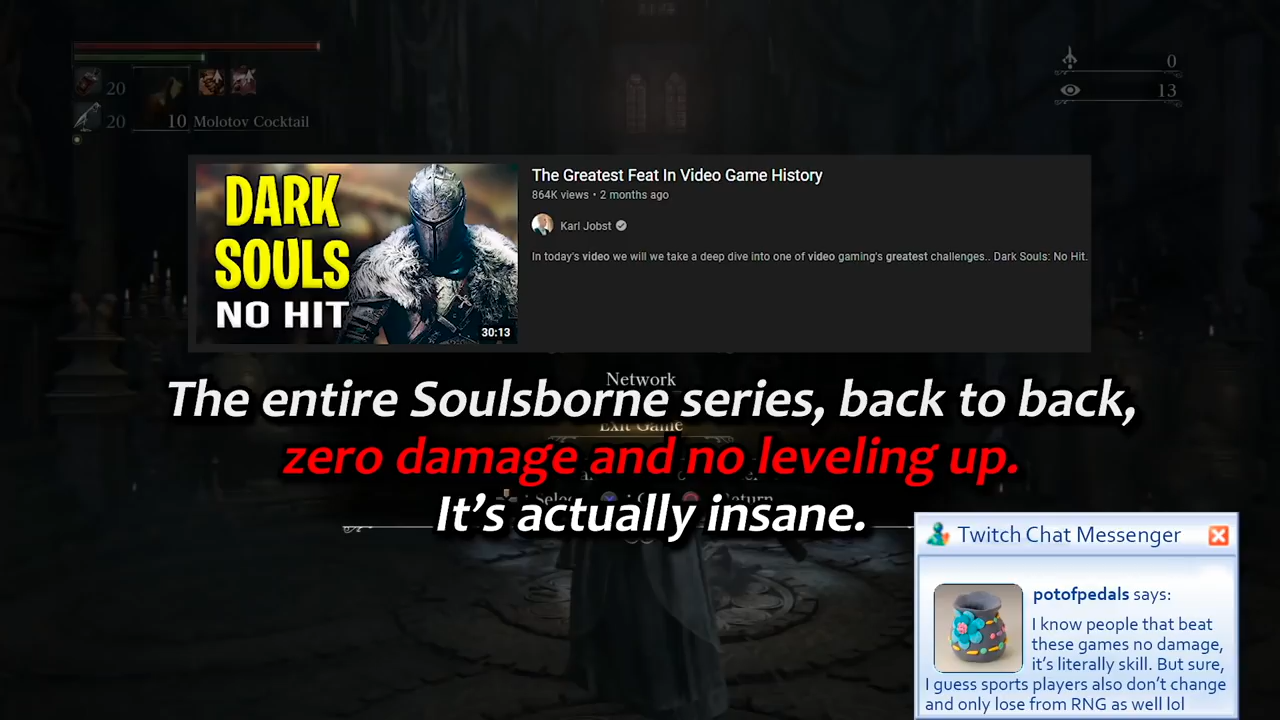 0
20
13
20
10 Molotov Cocktail
DARK
SOULS
NO HIT
30:13
The Greatest Feat In Video Game History
864K views • 2 months ago
Karl Jobst
In today's video we will we take a deep dive into one of video gaming's greatest challenges.. Dark Souls: No Hit.
Network
The entire Soulsborne series, back to back,
Exit Game
zero damage and no leveling up.
It's actually insane.
Twitch Chat Messenger
potofpedals says:
I know people that beat
these games no damage,
it's literally skill. But sure,
I guess sports players also don't change
and only lose from RNG as well lol